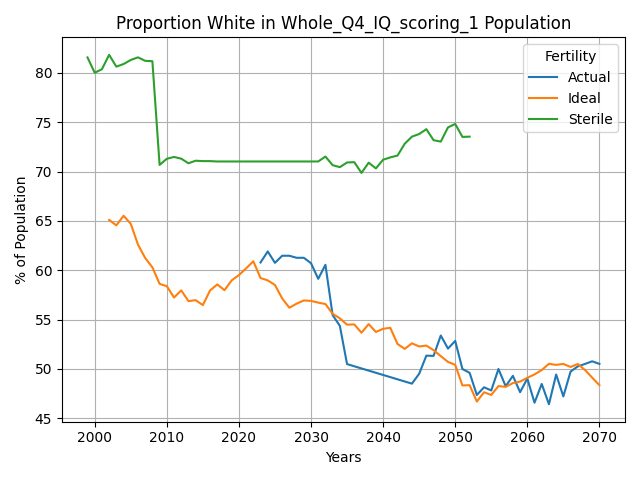 Proportion White in Whole_Q4_IQ_scoring_1 Population
Fertility
Actual
Ideal
Sterile
% of Population
80
75
70
65
60
55
50
45
2000
2010
2020
2030
2040
2050
2060
2070
Years